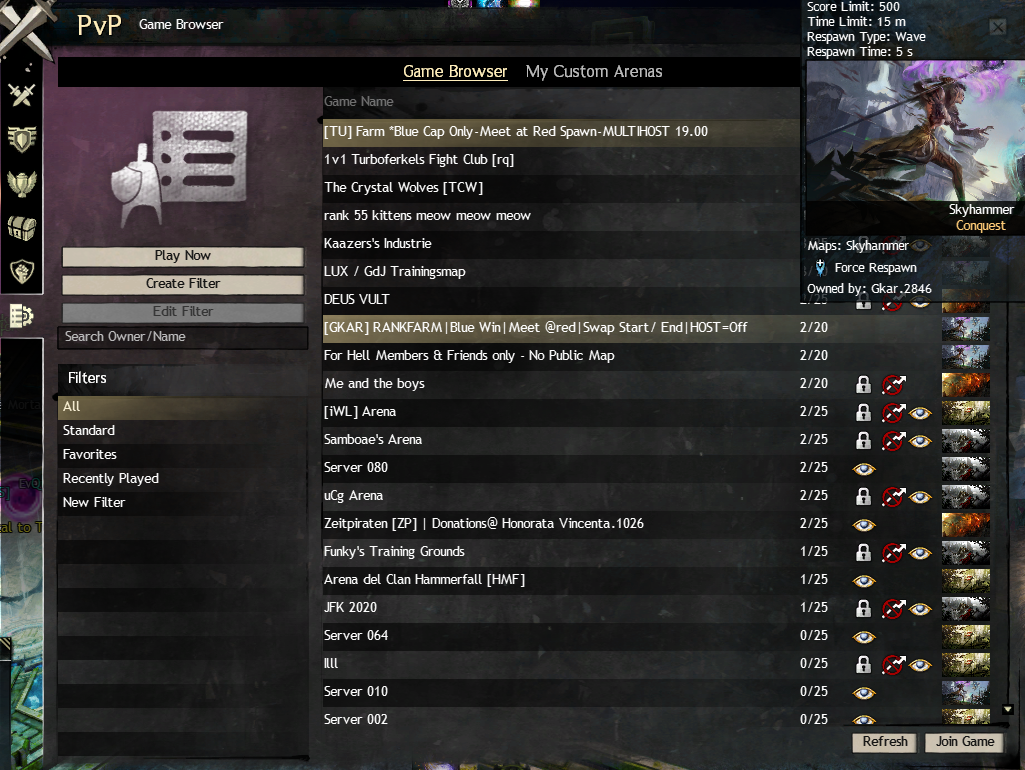 PvP Game Browser
Score Limit: 500
Time Limit: 15 m
Respawn Type: Wave
Respawn Time: 5 s
Game Browser My Custom Arenas
Game Name
[TU] Farm *Blue Cap Only-Meet at Red Spawn-MULTIHOST 19.00
1v1 Turboferkels Fight Club [rq]
The Crystal Wolves [TCW]
rank 55 kittens meow meow meow
Kaazers's Industrie
LUX / GdJ Trainingsmap
DEUS VULT
[GKAR] RANKFARM|Blue Win|Meet @red|Swap Start/ End|HOST=Off 2/20
For Hell Members & Friends only - No Public Map 2/20
Me and the boys 2/20
[iWL] Arena 2/25
Samboae's Arena 2/25
Server 080 2/25
uCg Arena 2/25
Zeitpiraten [ZP] | Donations@ Honorata Vincenta.1026 2/25
Funky's Training Grounds 1/25
Arena del Clan Hammerfall [HMF] 1/25
JFK 2020 1/25
Server 064 0/25
Illl 0/25
Server 010 0/25
Server 002 0/25
Skyhammer
Conquest
Maps: Skyhammer
Force Respawn
Owned by: Gkar.2846
Play Now
Create Filter
Edit Filter
Search Owner/Name
Filters
All
Standard
Favorites
Recently Played
New Filter
Refresh Join Game